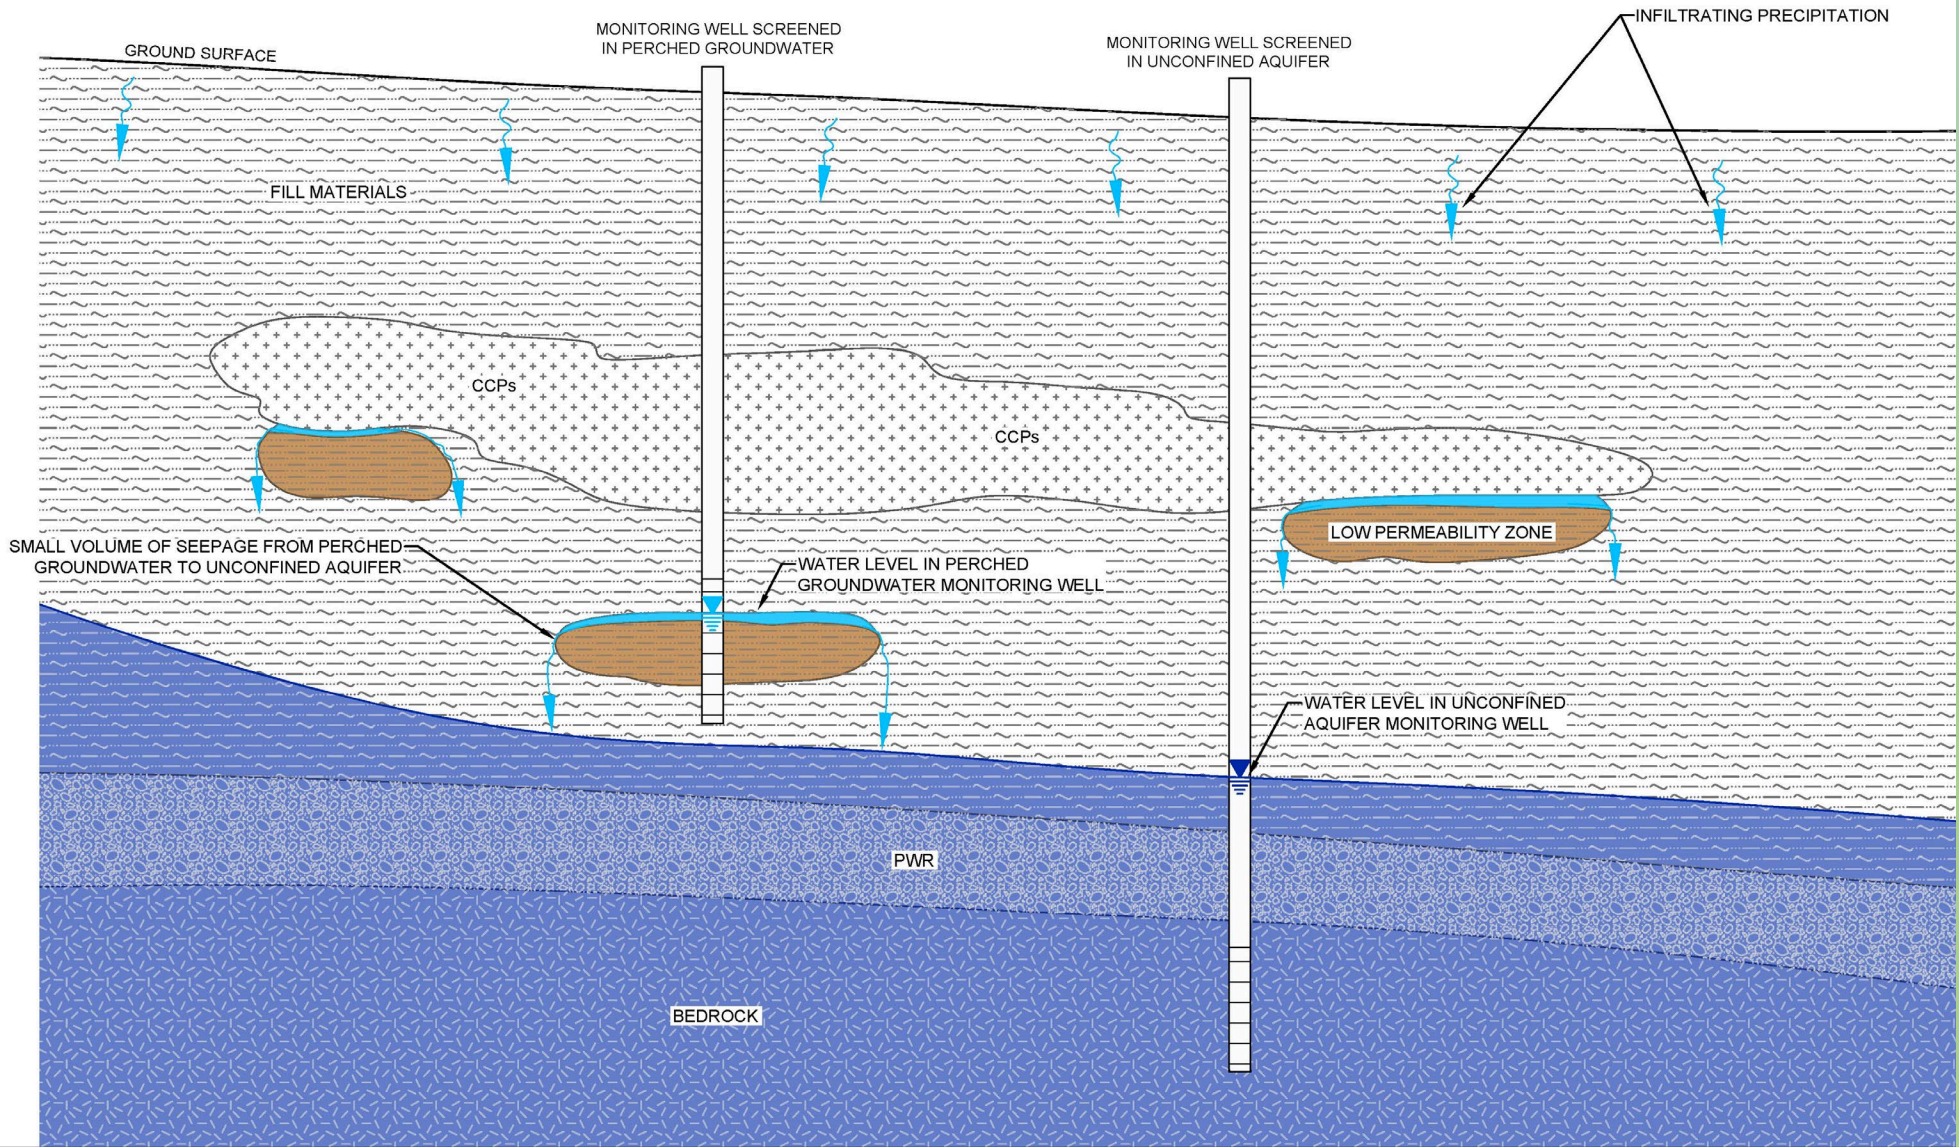 MONITORING WELL SCREENED
IN PERCHED GROUNDWATER
MONITORING WELL SCREENED
IN UNCONFINED AQUIFER
INFILTRATING PRECIPITATION
GROUND SURFACE
FILL MATERIALS
CCPs
CCPs
LOW PERMEABILITY ZONE
SMALL VOLUME OF SEEPAGE FROM PERCHED
GROUNDWATER TO UNCONFINED AQUIFER
WATER LEVEL IN PERCHED
GROUNDWATER MONITORING WELL
WATER LEVEL IN UNCONFINED
AQUIFER MONITORING WELL
PWR
BEDROCK